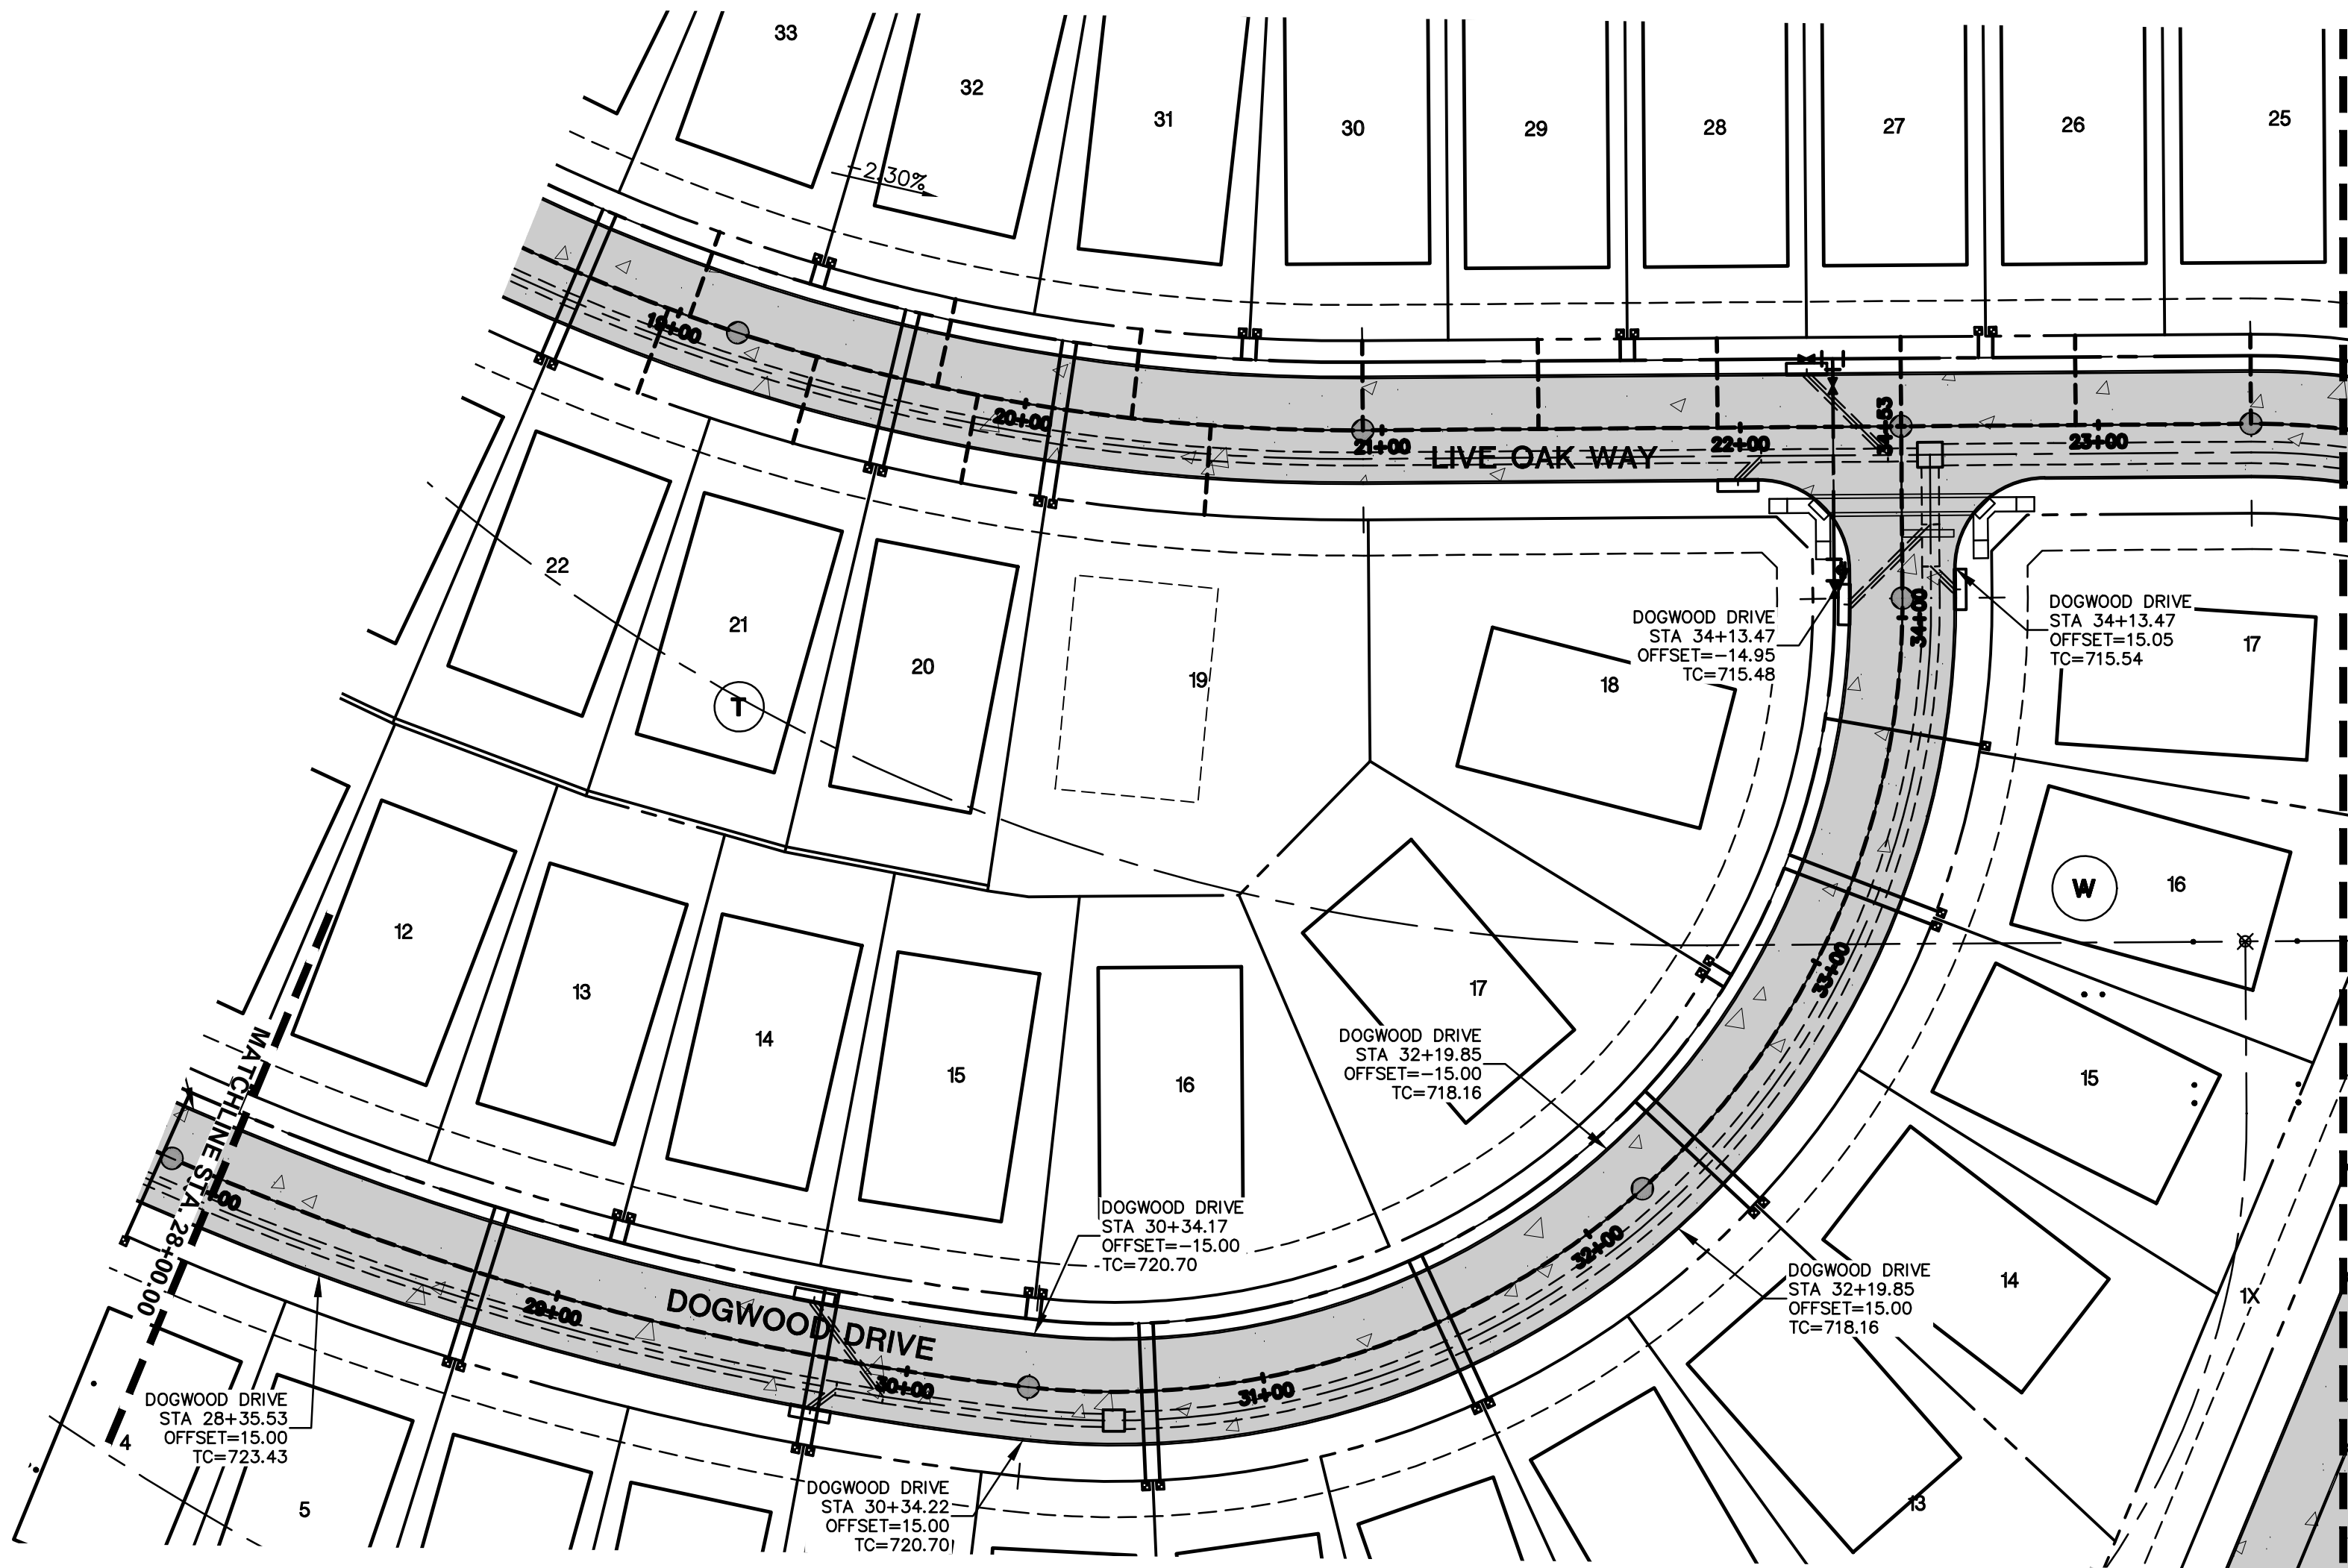 33
32
31
30
29
28
27
26
25
-2.30%
19+00
20+00
21+00
LIVE OAK WAY
22+00
34+53
23+00
22
21
T
20
19
18
DOGWOOD DRIVE
STA 34+13.47
OFFSET=-14.95
TC=715.48
34+00
DOGWOOD DRIVE
STA 34+13.47
OFFSET=15.05
TC=715.54
17
12
13
14
15
16
17
W
16
33+00
15
DOGWOOD DRIVE
STA 32+19.85
OFFSET=-15.00
TC=718.16
MATCHLINE STA. 28+00.00
DOGWOOD DRIVE
STA 30+34.17
OFFSET=-15.00
TC=720.70
32+00
DOGWOOD DRIVE
STA 32+19.85
OFFSET=15.00
TC=718.16
14
1X
29+00
DOGWOOD DRIVE
30+00
31+00
DOGWOOD DRIVE
STA 28+35.53
OFFSET=15.00
TC=723.43
4
5
DOGWOOD DRIVE
STA 30+34.22
OFFSET=15.00
TC=720.70
13